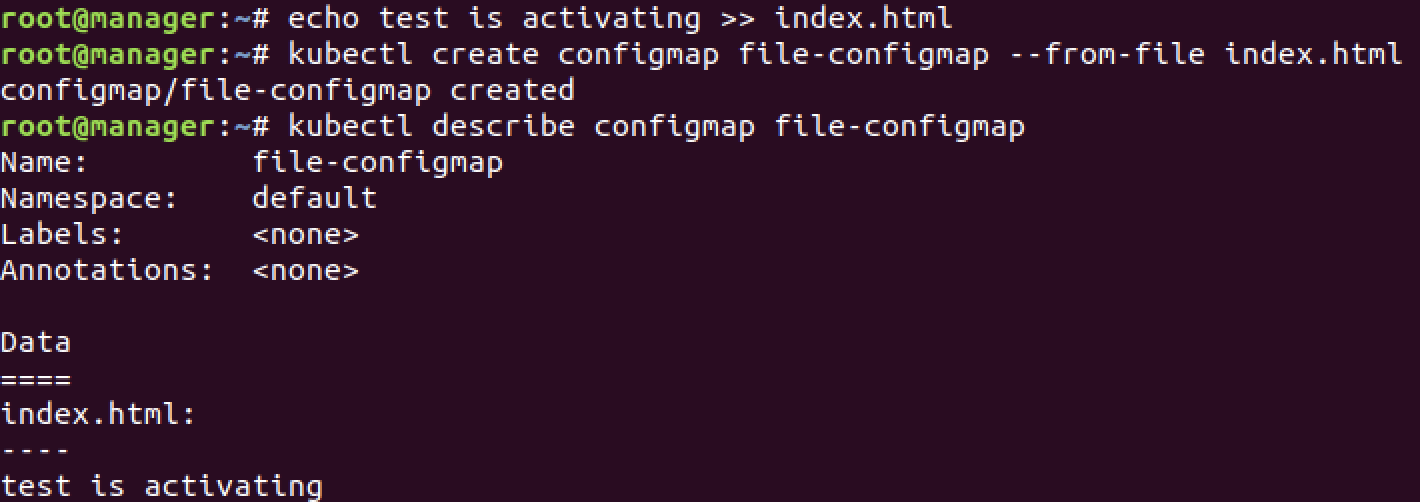 root@manager:~# echo test is activating >> index.html
root@manager:~# kubectl create configmap file-configmap --from-file index.html
configmap/file-configmap created
root@manager:~# kubectl describe configmap file-configmap
Name:         file-configmap
Namespace:    default
Labels:       <none>
Annotations:  <none>

Data
====
index.html:
----
test is activating